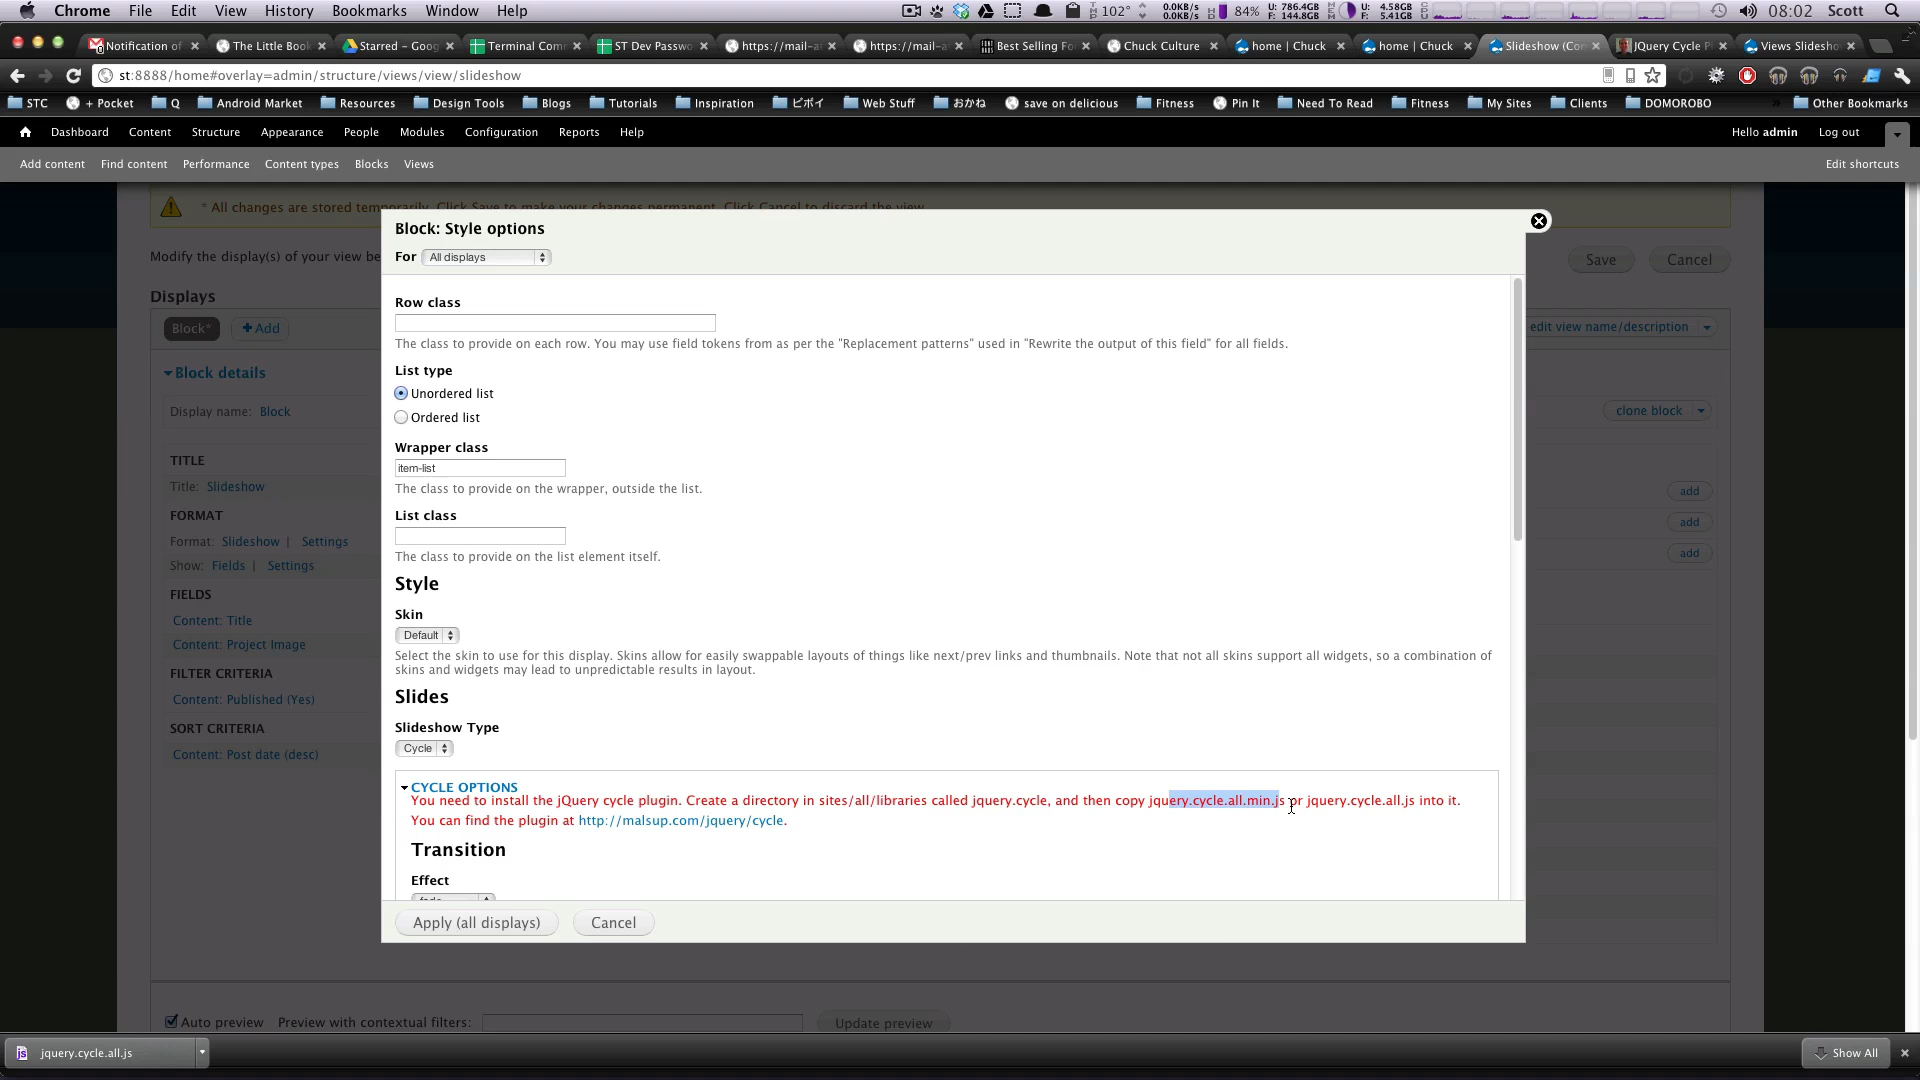 Chrome File Edit View History Bookmarks Window Help 102° 0.0KB/s 0.0KB/s 84% U: 786.4GB F: 144.8GB U: 4.58GB F: 5.41GB 08:02 Scott
Notification of The Little Book Starred – Goog Terminal Com ST Dev Passwo https://mail-a https://mail-a Best Selling Fo Chuck Culture home | Chuck home | Chuck Slideshow (Con JQuery Cycle Pl Views Slidesho
st:8888/home#overlay=admin/structure/views/view/slideshow
STC + Pocket Q Android Market Resources Design Tools Blogs Tutorials Inspiration ビボイ Web Stuff おかね save on delicious Fitness Pin It Need To Read Fitness My Sites Clients DOMOROBO » Other Bookmarks
Dashboard Content Structure Appearance People Modules Configuration Reports Help Hello admin Log out
Add content Find content Performance Content types Blocks Views Edit shortcuts
* All changes are stored temporarily. Click Save to make your changes permanent. Click Cancel to discard the view.
Block: Style options
For All displays
Modify the display(s) of your view be
Save Cancel
Displays
Block* + Add
edit view name/description
Block details
Display name: Block
clone block
TITLE
Title: Slideshow
add
FORMAT
Format: Slideshow | Settings
add
Show: Fields | Settings
add
FIELDS
Content: Title
Content: Project Image
FILTER CRITERIA
Content: Published (Yes)
SORT CRITERIA
Content: Post date (desc)
Row class
The class to provide on each row. You may use field tokens from as per the "Replacement patterns" used in "Rewrite the output of this field" for all fields.
List type
Unordered list
Ordered list
Wrapper class
item-list
The class to provide on the wrapper, outside the list.
List class
The class to provide on the list element itself.
Style
Skin
Default
Select the skin to use for this display. Skins allow for easily swappable layouts of things like next/prev links and thumbnails. Note that not all skins support all widgets, so a combination of
skins and widgets may lead to unpredictable results in layout.
Slides
Slideshow Type
Cycle
CYCLE OPTIONS
You need to install the jQuery cycle plugin. Create a directory in sites/all/libraries called jquery.cycle, and then copy jquery.cycle.all.min.js or jquery.cycle.all.js into it.
You can find the plugin at http://malsup.com/jquery/cycle.
Transition
Effect
fade
Apply (all displays) Cancel
Auto preview Preview with contextual filters: Update preview
jquery.cycle.all.js Show All